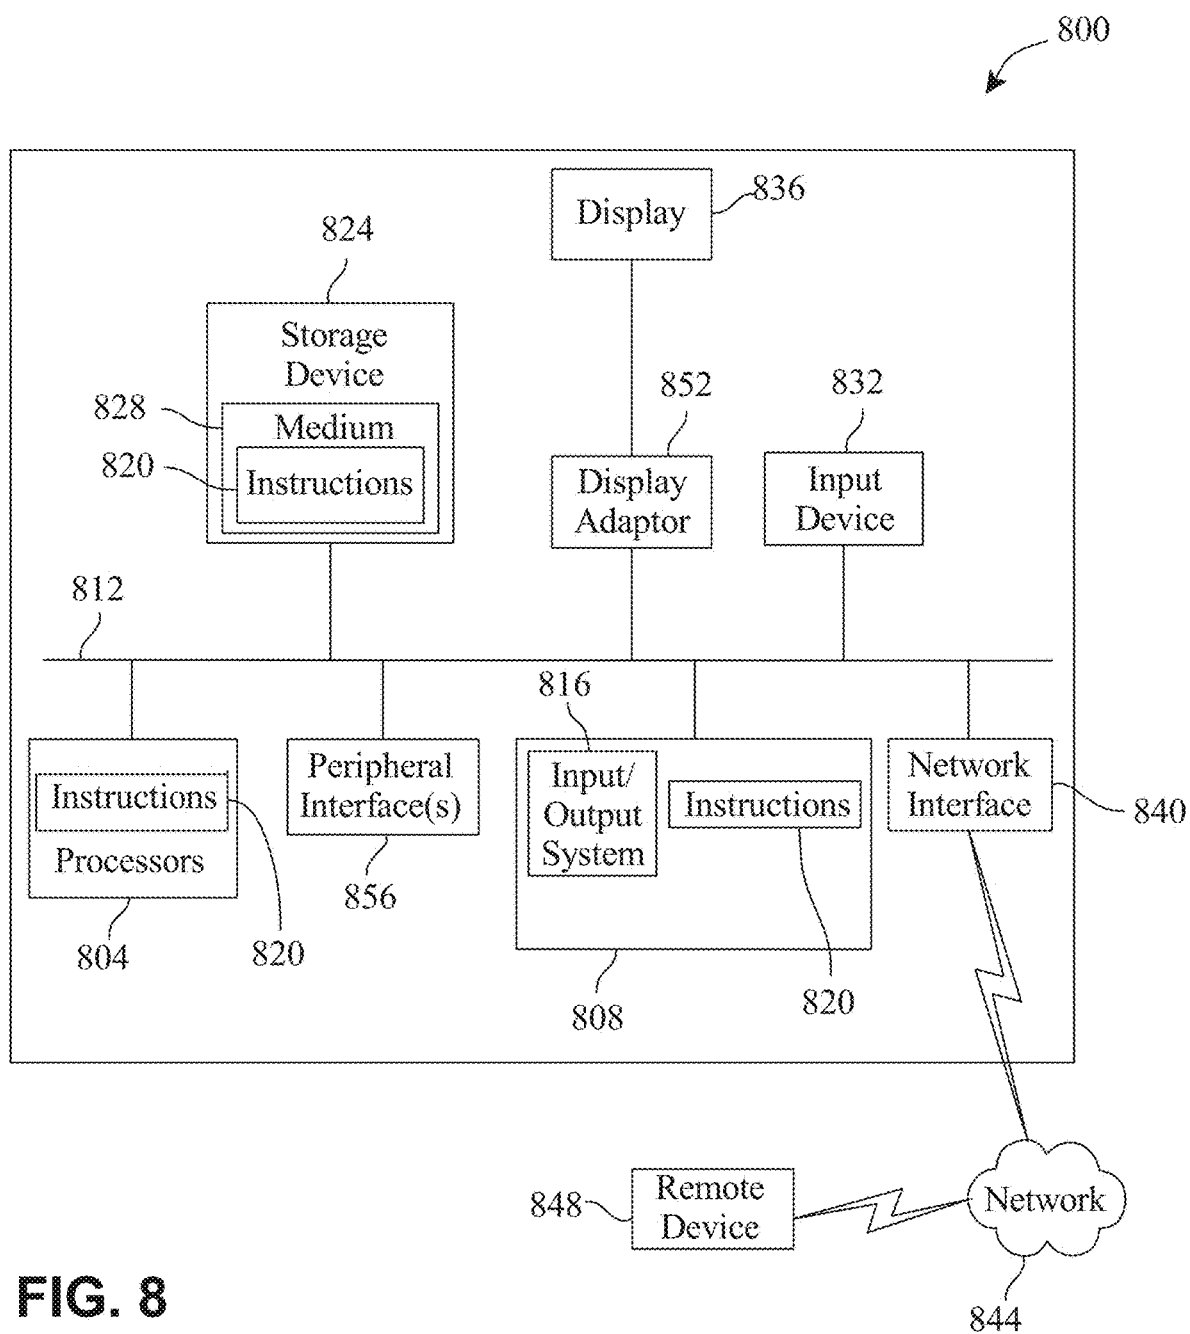 800
Display
836
824
Storage
Device
828
Medium
820
Instructions
852
Display
Adaptor
832
Input
Device
812
816
Instructions
Processors
804
820
Peripheral
Interface(s)
856
Input/
Output
System
Instructions
820
808
Network
Interface
840
848
Remote
Device
Network
844
FIG. 8